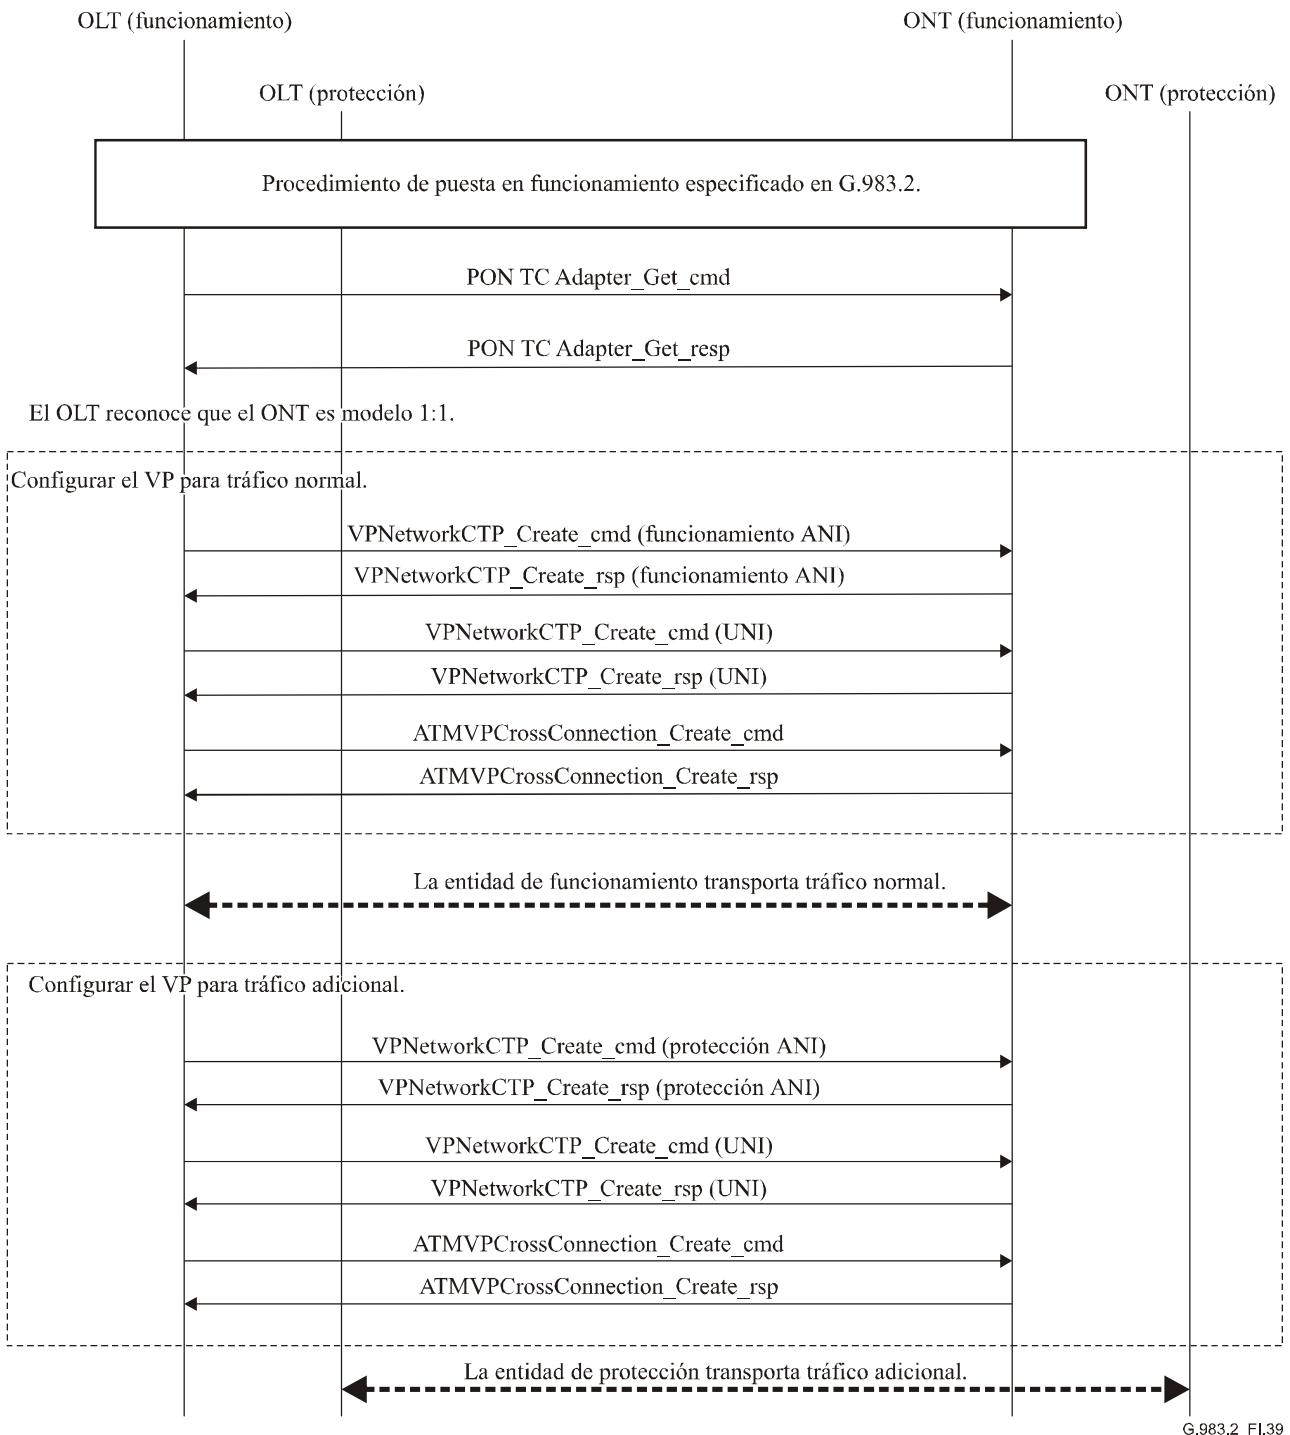 OLT (funcionamiento)
ONT (funcionamiento)
OLT (protección)
ONT (protección)
Procedimiento de puesta en funcionamiento especificado en G.983.2.
PON TC Adapter_Get_cmd
PON TC Adapter_Get_resp
El OLT reconoce que el ONT es modelo 1:1.
Configurar el VP para tráfico normal.
VPNetworkCTP_Create_cmd (funcionamiento ANI)
VPNetworkCTP_Create_rsp (funcionamiento ANI)
VPNetworkCTP_Create_cmd (UNI)
VPNetworkCTP_Create_rsp (UNI)
ATMVPCrossConnection_Create_cmd
ATMVPCrossConnection_Create_rsp
La entidad de funcionamiento transporta tráfico normal.
Configurar el VP para tráfico adicional.
VPNetworkCTP_Create_cmd (protección ANI)
VPNetworkCTP_Create_rsp (protección ANI)
VPNetworkCTP_Create_cmd (UNI)
VPNetworkCTP_Create_rsp (UNI)
ATMVPCrossConnection_Create_cmd
ATMVPCrossConnection_Create_rsp
La entidad de protección transporta tráfico adicional.
G.983.2_FI.39